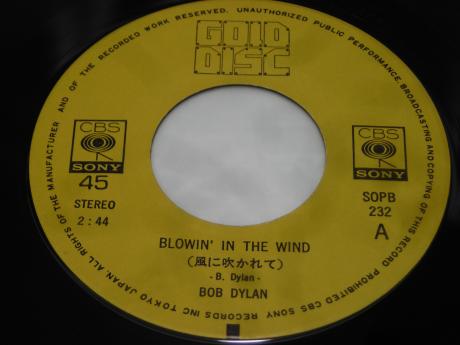 GOLD
DISC
CBS
SONY
45
STEREO
2:44
CBS
SONY
SOPB
232
A
BLOWIN' IN THE WIND
(風に吹かれて)
- B. Dylan -
BOB DYLAN
ALL RIGHTS OF THE MANUFACTURER AND OF THE RECORDED WORK RESERVED. UNAUTHORIZED PUBLIC PERFORMANCE, BROADCASTING AND COPYING OF THIS RECORD PROHIBITED CBS SONY RECORDS INC TOKYO JAPAN.